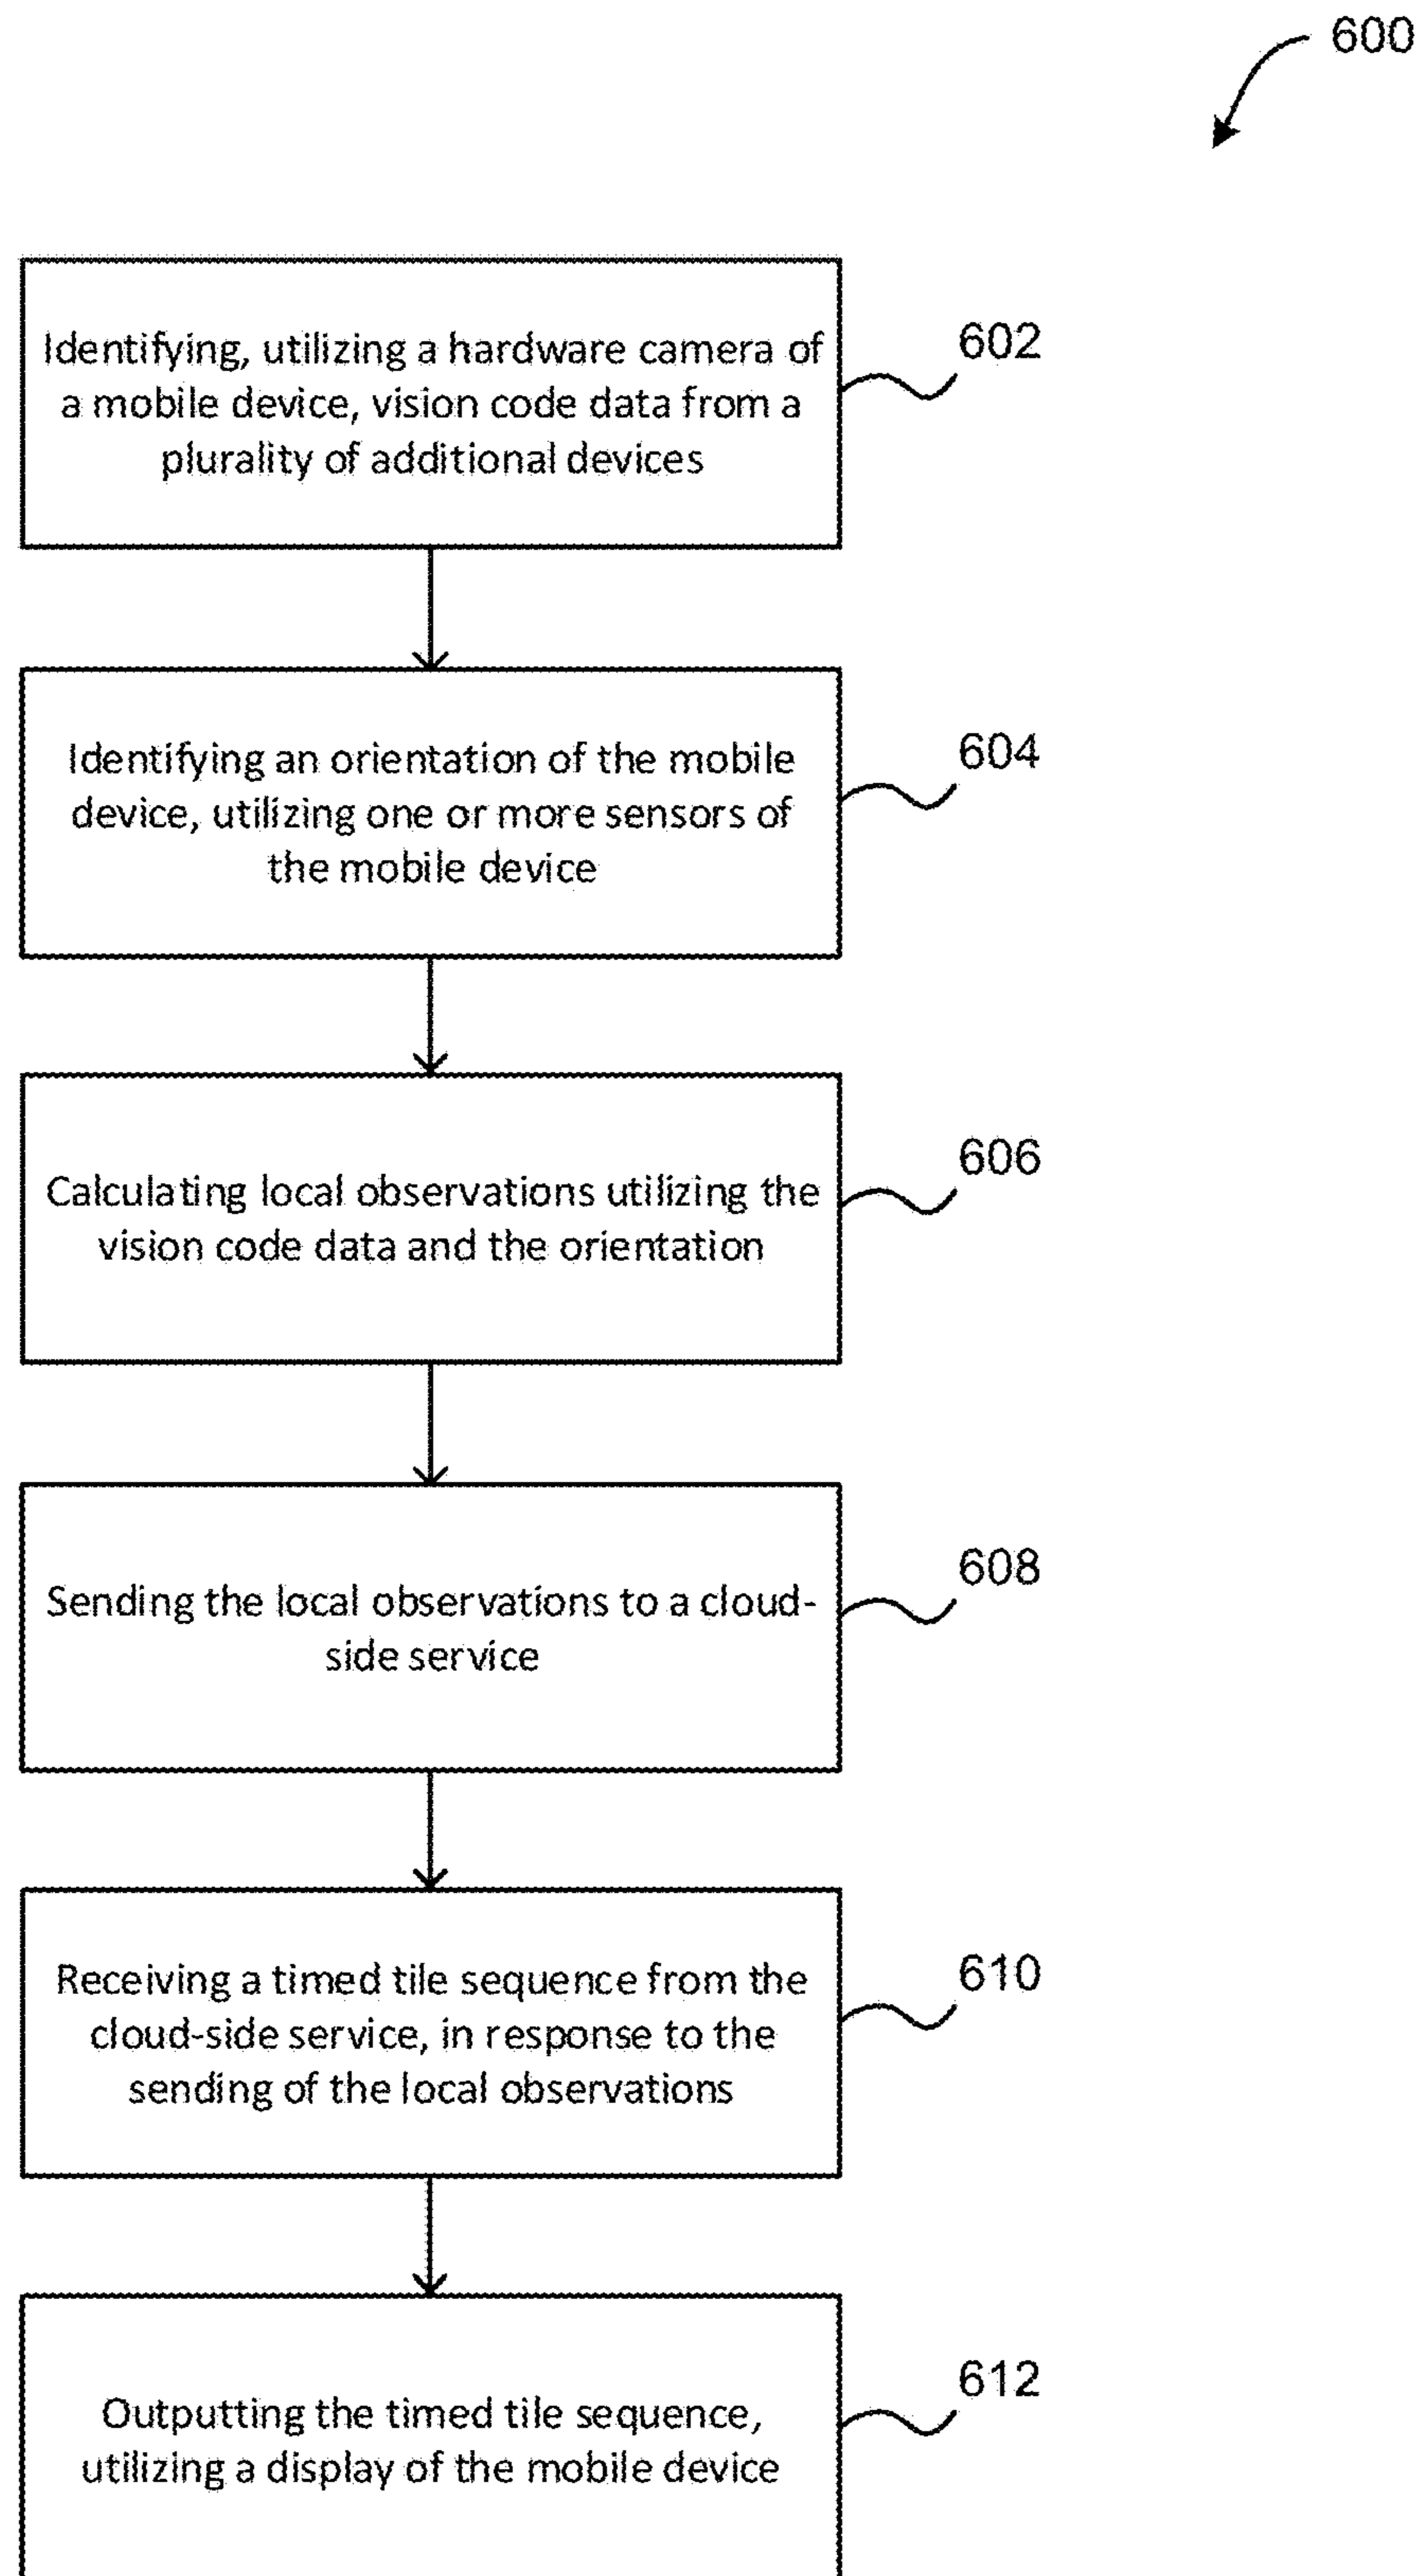 600
Identifying, utilizing a hardware camera of
a mobile device, vision code data from a
plurality of additional devices
602
Identifying an orientation of the mobile
device, utilizing one or more sensors of
the mobile device
604
Calculating local observations utilizing the
vision code data and the orientation
606
Sending the local observations to a cloud-
side service
608
Receiving a timed tile sequence from the
cloud-side service, in response to the
sending of the local observations
610
Outputting the timed tile sequence,
utilizing a display of the mobile device
612